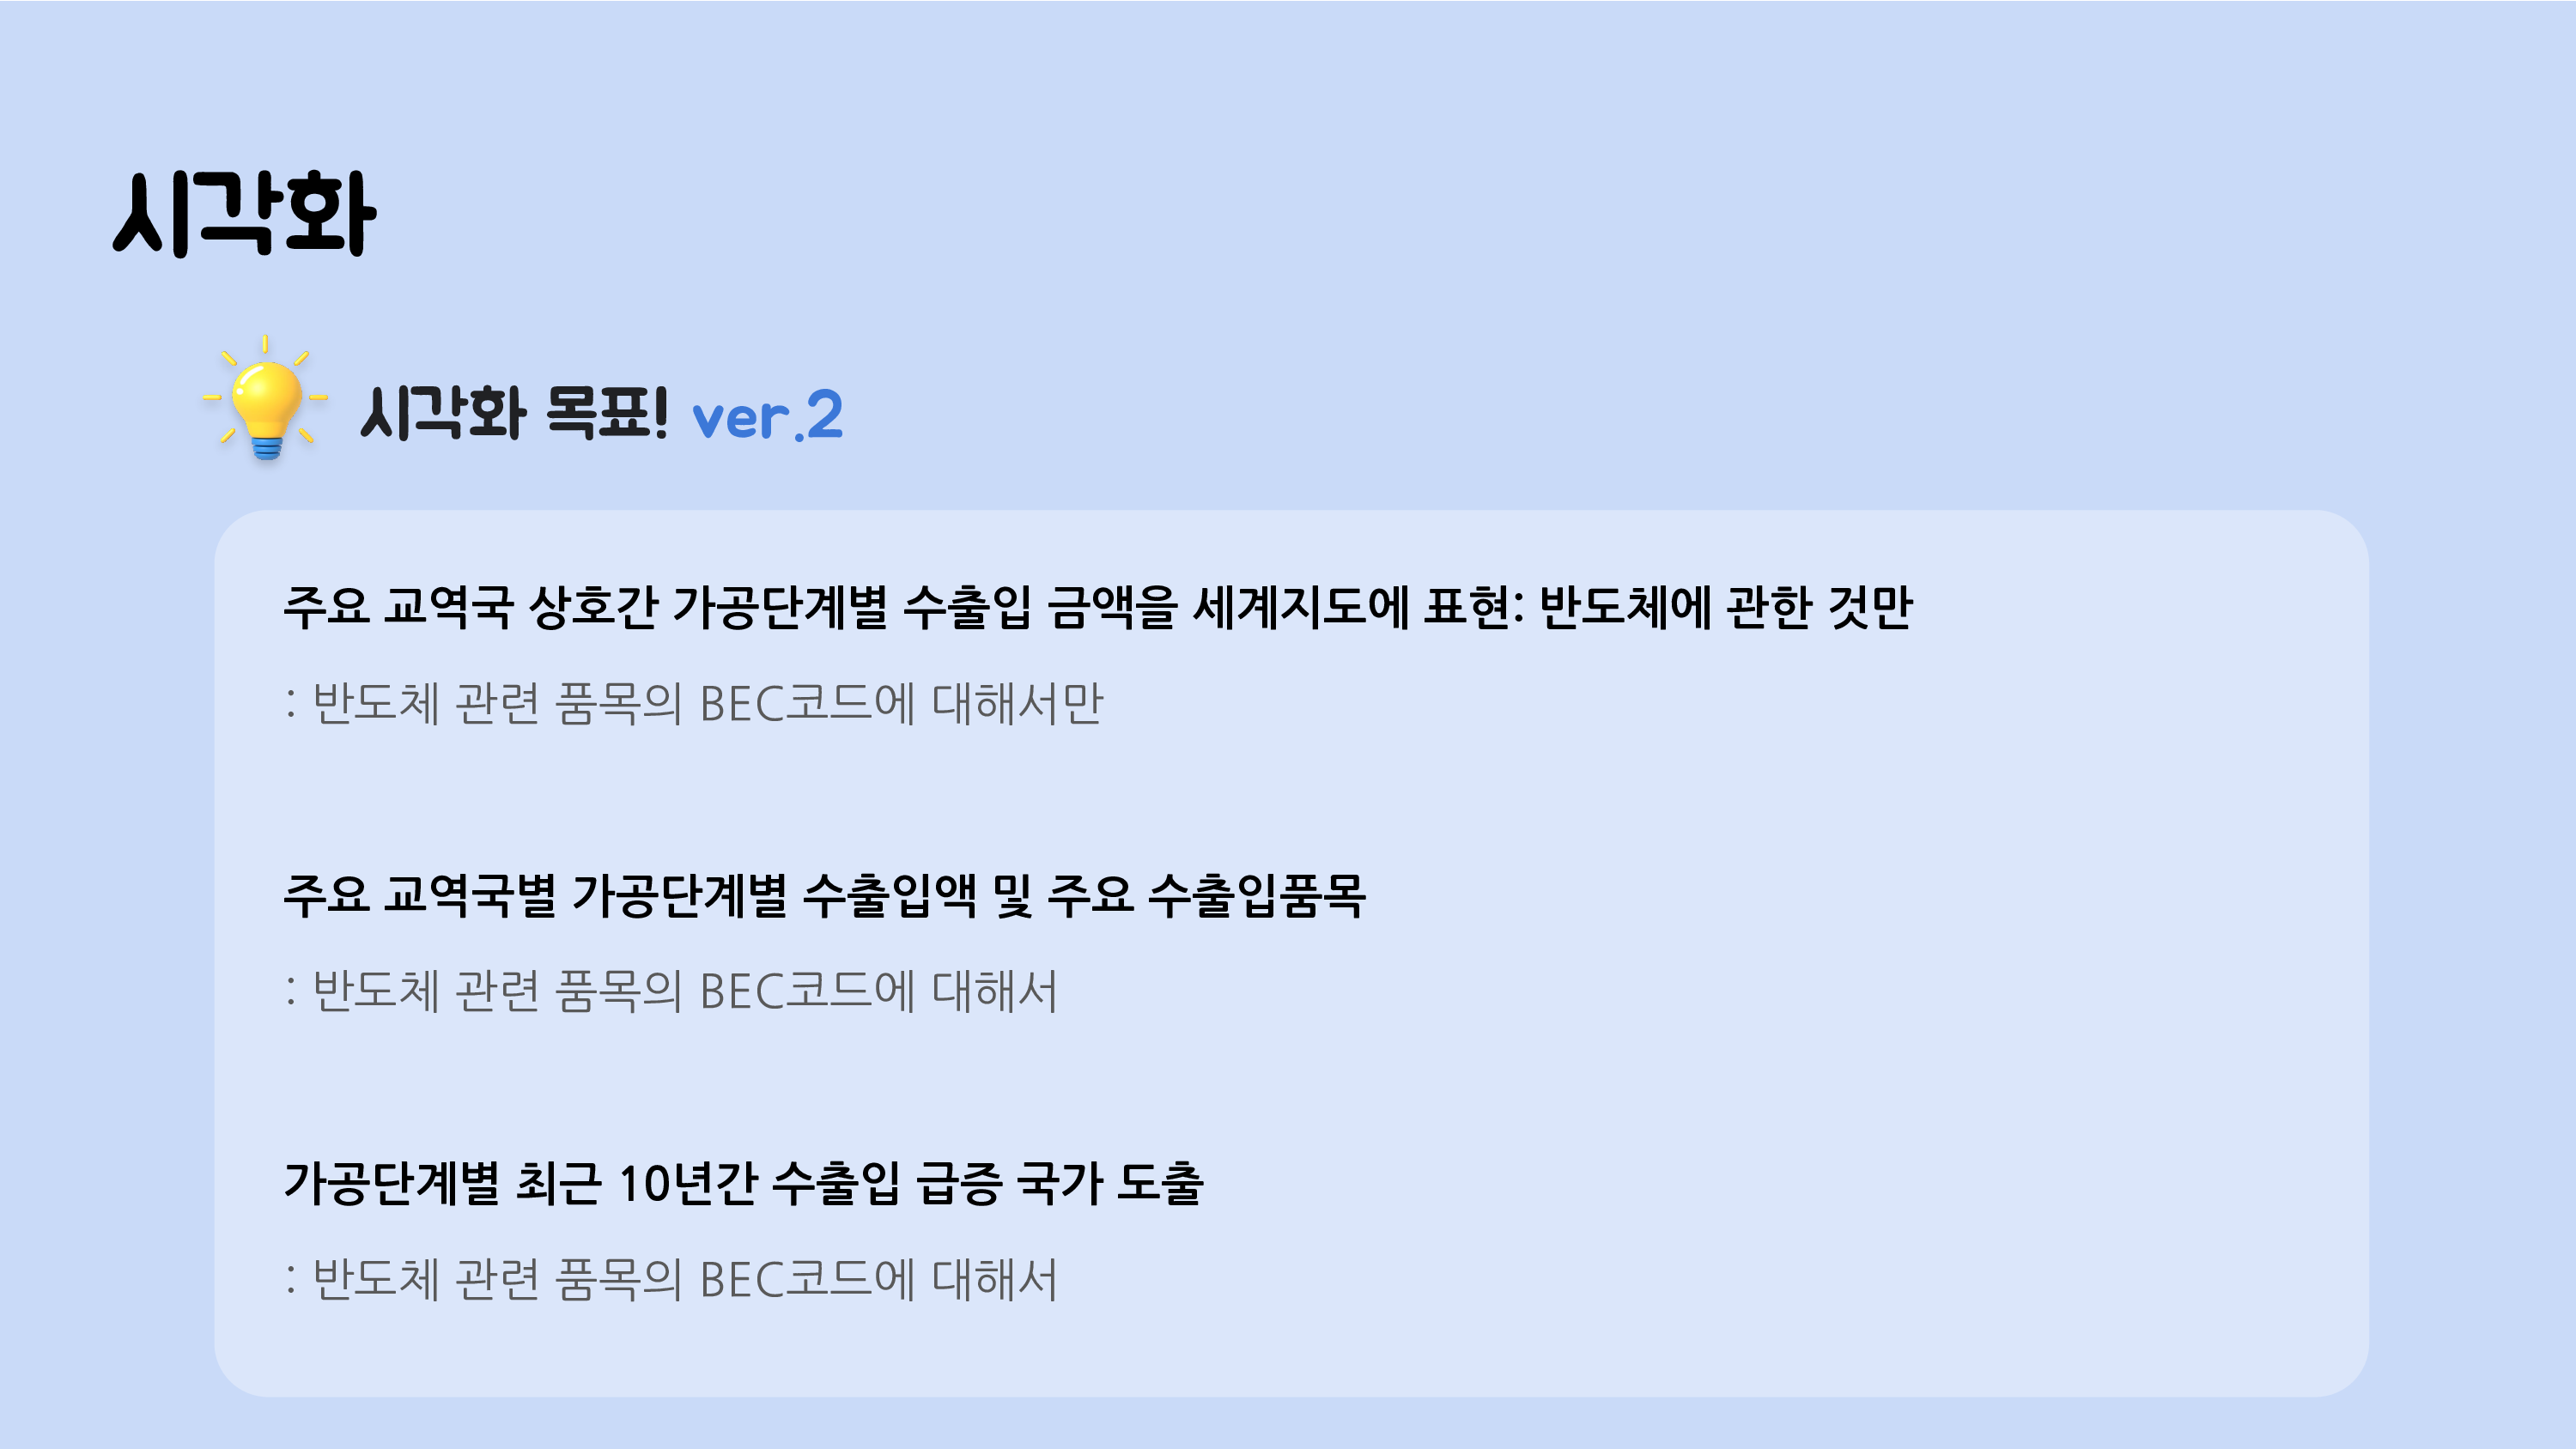 시각화
시각화 목표! ver.2
주요 교역국 상호간 가공단계별 수출입 금액을 세계지도에 표현: 반도체에 관한 것만
: 반도체 관련 품목의 BEC코드에 대해서만
주요 교역국별 가공단계별 수출입액 및 주요 수출입품목
: 반도체 관련 품목의 BEC코드에 대해서
가공단계별 최근 10년간 수출입 급증 국가 도출
: 반도체 관련 품목의 BEC코드에 대해서